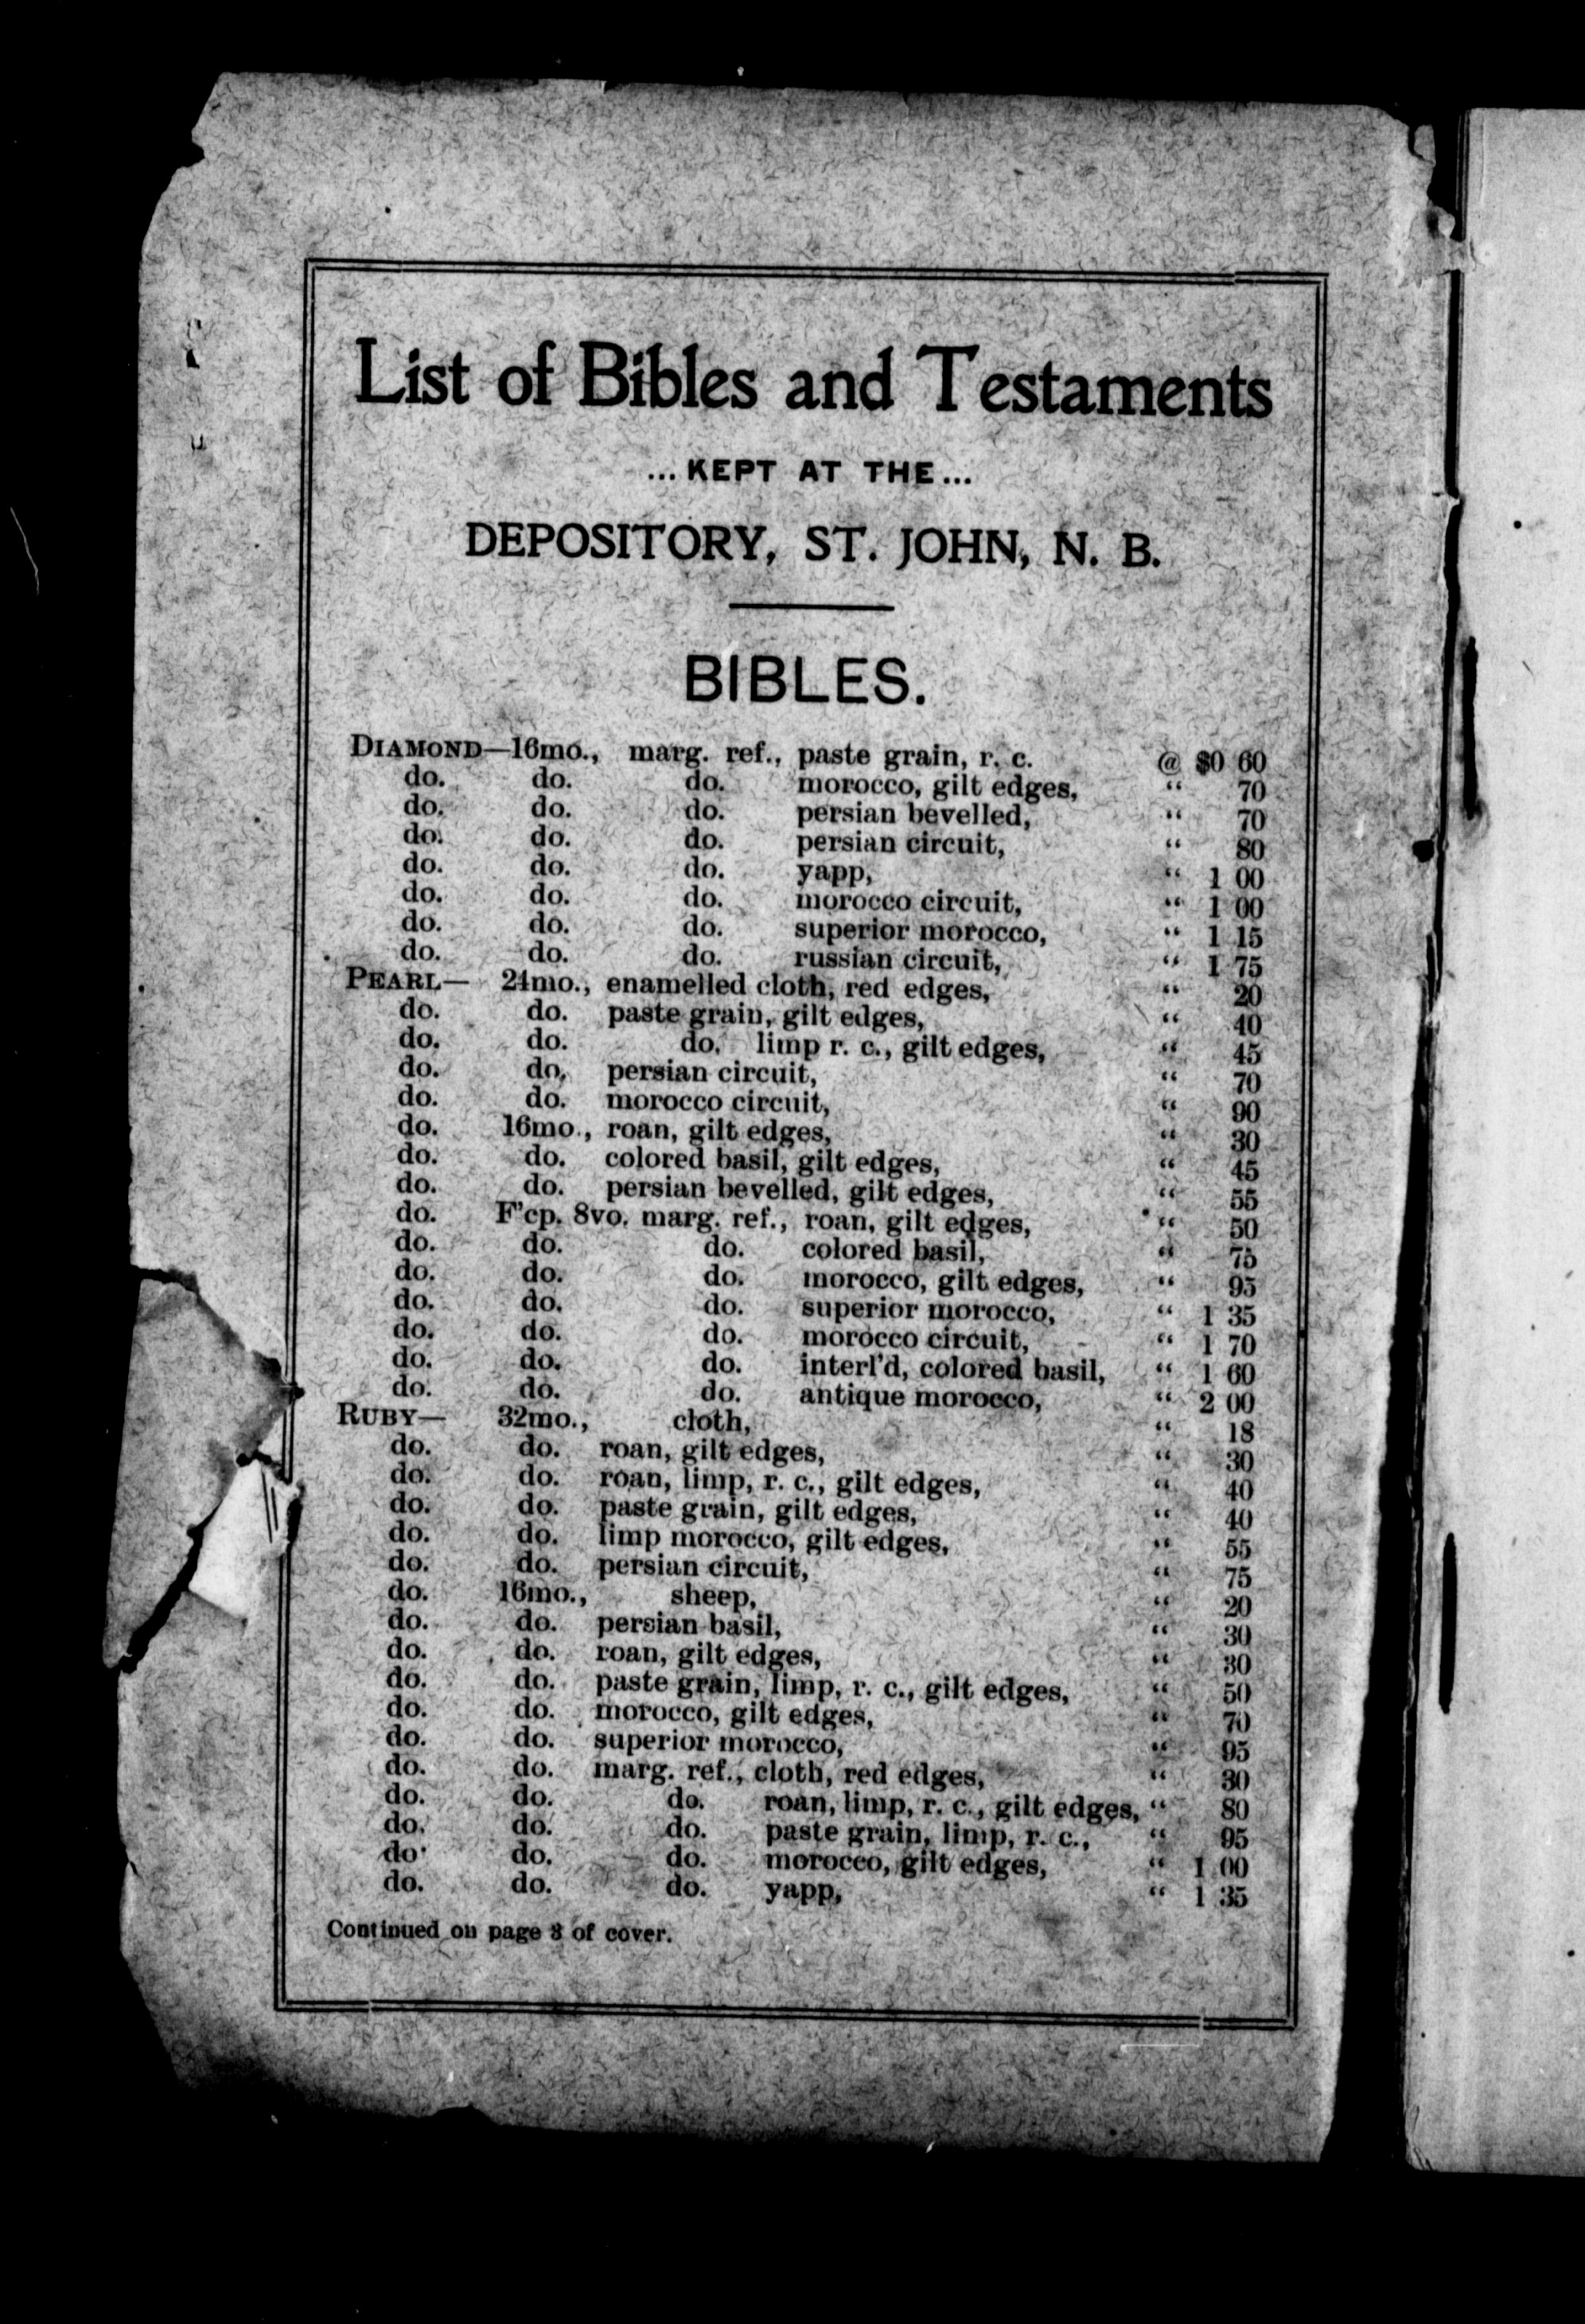 List of Bibles and Testaments
...KEPT AT THE...
DEPOSITORY, ST. JOHN, N. B.
BIBLES.
DIAMOND—16mo., marg. ref., paste grain, r. c. @ $0 60
do. do. do. morocco, gilt edges, “ 70
do. do. do. persian bevelled, “ 70
do. do. do. persian circuit, “ 80
do. do. do. yapp, “ 1 00
do. do. do. morocco circuit, “ 1 00
do. do. do. superior morocco, “ 1 15
do. do. do. russian circuit, “ 1 75
PEARL— 24mo., enamelled cloth, red edges, “ 20
do. do. paste grain, gilt edges, “ 40
do. do. do. limp r. c., gilt edges, “ 45
do. do. persian circuit, “ 70
do. do. morocco circuit, “ 90
do. 16mo., roan, gilt edges, “ 30
do. do. colored basil, gilt edges, “ 45
do. do. persian bevelled, gilt edges, “ 55
do. F'cp. 8vo. marg. ref., roan, gilt edges, “ 50
do. do. do. colored basil, “ 75
do. do. do. morocco, gilt edges, “ 95
do. do. do. superior morocco, “ 1 35
do. do. do. morocco circuit, “ 1 70
do. do. do. interl'd, colored basil, “ 1 60
do. do. do. antique morocco, “ 2 00
RUBY— 32mo., cloth, “ 18
do. do. roan, gilt edges, “ 30
do. do. roan, limp, r. c., gilt edges, “ 40
do. do. paste grain, gilt edges, “ 40
do. do. limp morocco, gilt edges, “ 55
do. do. persian circuit, “ 75
do. 16mo., sheep, “ 20
do. do. persian basil, “ 30
do. do. roan, gilt edges, “ 30
do. do. paste grain, limp, r. c., gilt edges, “ 50
do. do. morocco, gilt edges, “ 70
do. do. superior morocco, “ 95
do. do. marg. ref., cloth, red edges, “ 30
do. do. do. roan, limp, r. c., gilt edges, “ 80
do. do. do. paste grain, limp, r. c., “ 95
do. do. do. morocco, gilt edges, “ 1 00
do. do. do. yapp, “ 1 35
Continued on page 3 of cover.